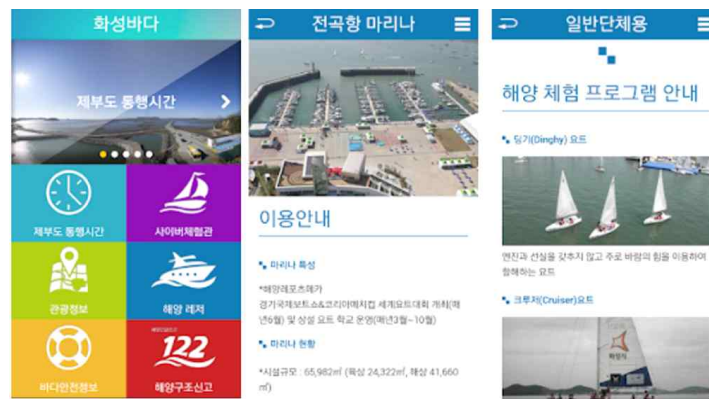 화성바다
제부도 통행시간
제부도 통행시간
사이버체험관
관광정보
해양 레저
바다안전정보
122
해양구조신고
전곡항 마리나
이용안내
마리나 특성
*해양레포츠메카
경기국제보트쇼&코리아매치컵 세계요트대회 개최(매
년6월) 및 상설 요트 학교 운영(매년3월~10월)
마리나 현황
*시설규모 : 65,982㎡ (육상 24,322㎡, 해상 41,660
㎡)
일반단체용
해양 체험 프로그램 안내
딩기(Dinghy) 요트
엔진과 선실을 갖추지 않고 주로 바람의 힘을 이용하여
항해하는 요트
크루저(Cruiser)요트
화성시